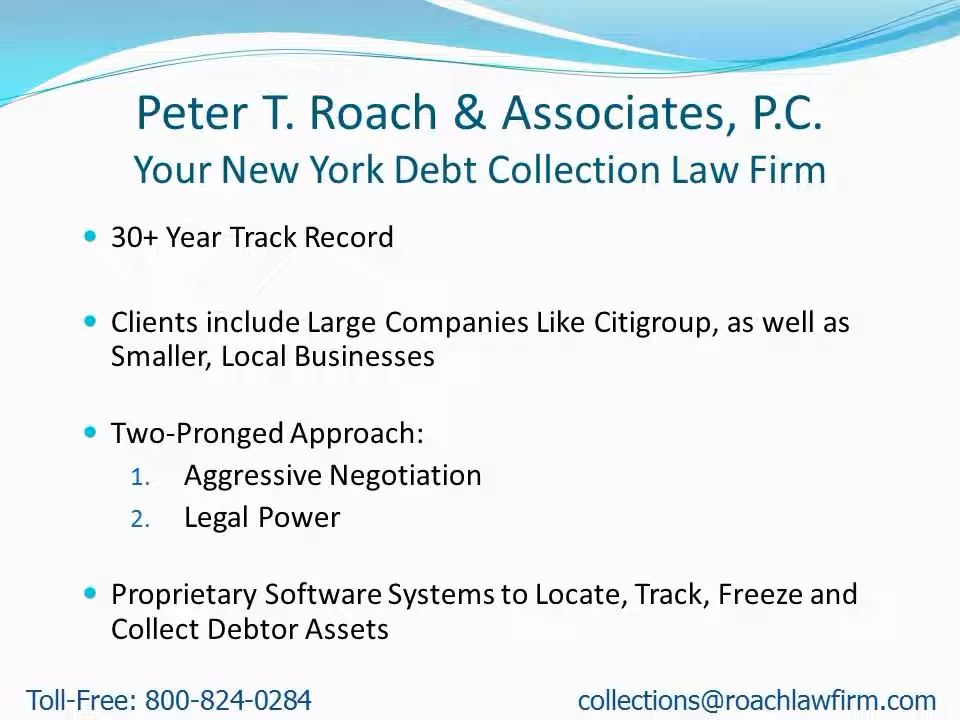 Peter T. Roach & Associates, P.C.
Your New York Debt Collection Law Firm
30+ Year Track Record
Clients include Large Companies Like Citigroup, as well as
Smaller, Local Businesses
Two-Pronged Approach:
1. Aggressive Negotiation
2. Legal Power
Proprietary Software Systems to Locate, Track, Freeze and
Collect Debtor Assets
Toll-Free: 800-824-0284
collections@roachlawfirm.com